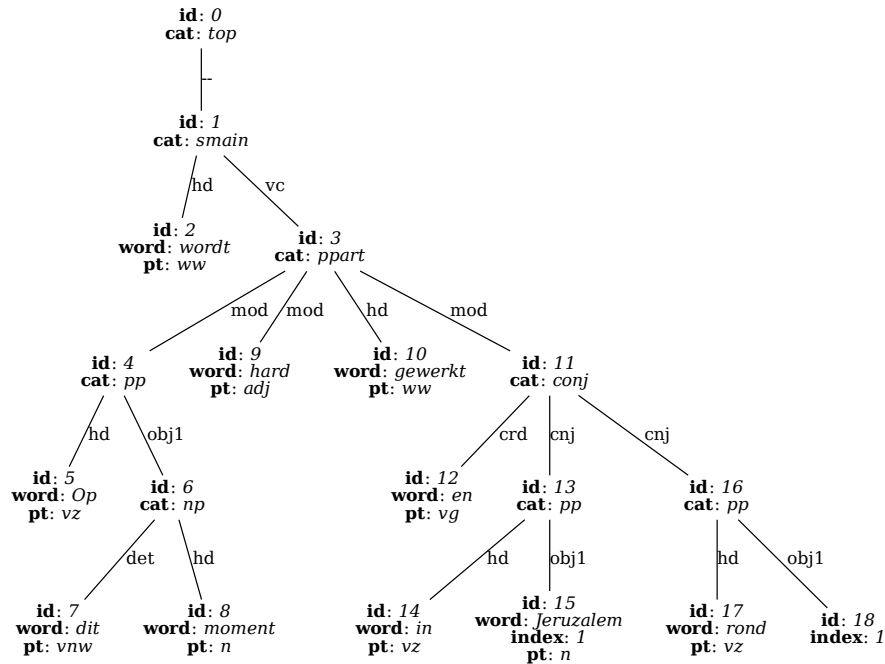 id: 0
cat: top
--
id: 1
cat: smain
hd
vc
id: 2
word: wordt
pt: ww
id: 3
cat: ppart
mod
mod
hd
mod
id: 4
cat: pp
id: 9
word: hard
pt: adj
id: 10
word: gewerkt
pt: ww
id: 11
cat: conj
hd
obj1
crd
cnj
cnj
id: 5
word: Op
pt: vz
id: 6
cat: np
id: 12
word: en
pt: vg
id: 13
cat: pp
id: 16
cat: pp
det
hd
hd
obj1
hd
obj1
id: 7
word: dit
pt: vnw
id: 8
word: moment
pt: n
id: 14
word: in
pt: vz
id: 15
word: Jeruzalem
index: 1
pt: n
id: 17
word: rond
pt: vz
id: 18
index: 1